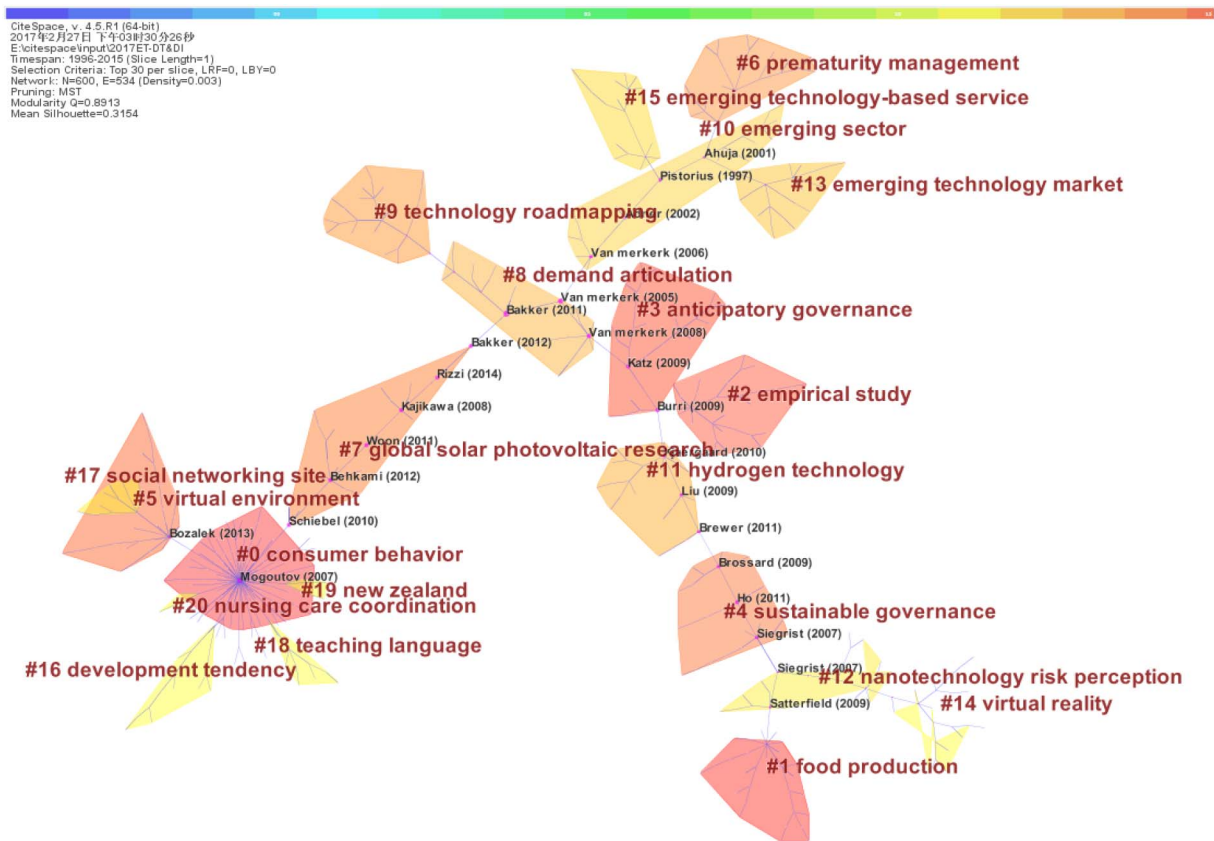 CiteSpace, v. 4.5.R1 (64-bit)
2017年2月27日 下午03时30分26秒
E:\citespace\input\2017ET-DT&DI
Timespan: 1996-2015 (Slice Length=1)
Selection Criteria: Top 30 per slice, LRF=0, LBY=0
Network: N=600, E=534 (Density=0.003)
Pruning: MST
Modularity Q=0.8913
Mean Silhouette=0.3154
#6 prematurity management
#15 emerging technology-based service
#10 emerging sector
Ahuja (2001)
Pistorius (1997)
#13 emerging technology market
#9 technology roadmapping
(2002)
Van merkerk (2006)
#8 demand articulation
Van merkerk (2005)
Bakker (2011)
#3 anticipatory governance
Van merkerk (2008)
Bakker (2012)
Katz (2009)
Rizzi (2014)
#2 empirical study
Kajikawa (2008)
Burri (2009)
Woon (2011)
#7 global solar photovoltaic research
(2010)
#11 hydrogen technology
#17 social networking site
Behkami (2012)
Liu (2009)
#5 virtual environment
Schiebel (2010)
Bozalek (2013)
Brewer (2011)
#0 consumer behavior
Brossard (2009)
Mogoutov (2007)
#19 new zealand
#20 nursing care coordination
Ho (2011)
#4 sustainable governance
Siegrist (2007)
#18 teaching language
#16 development tendency
Siegrist (2007)
#12 nanotechnology risk perception
Satterfield (2009)
#14 virtual reality
#1 food production